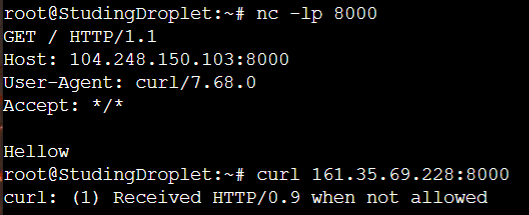 root@StudingDroplet:~# nc -lp 8000
GET / HTTP/1.1
Host: 104.248.150.103:8000
User-Agent: curl/7.68.0
Accept: */*
Hellow
root@StudingDroplet:~# curl 161.35.69.228:8000
curl: (1) Received HTTP/0.9 when not allowed